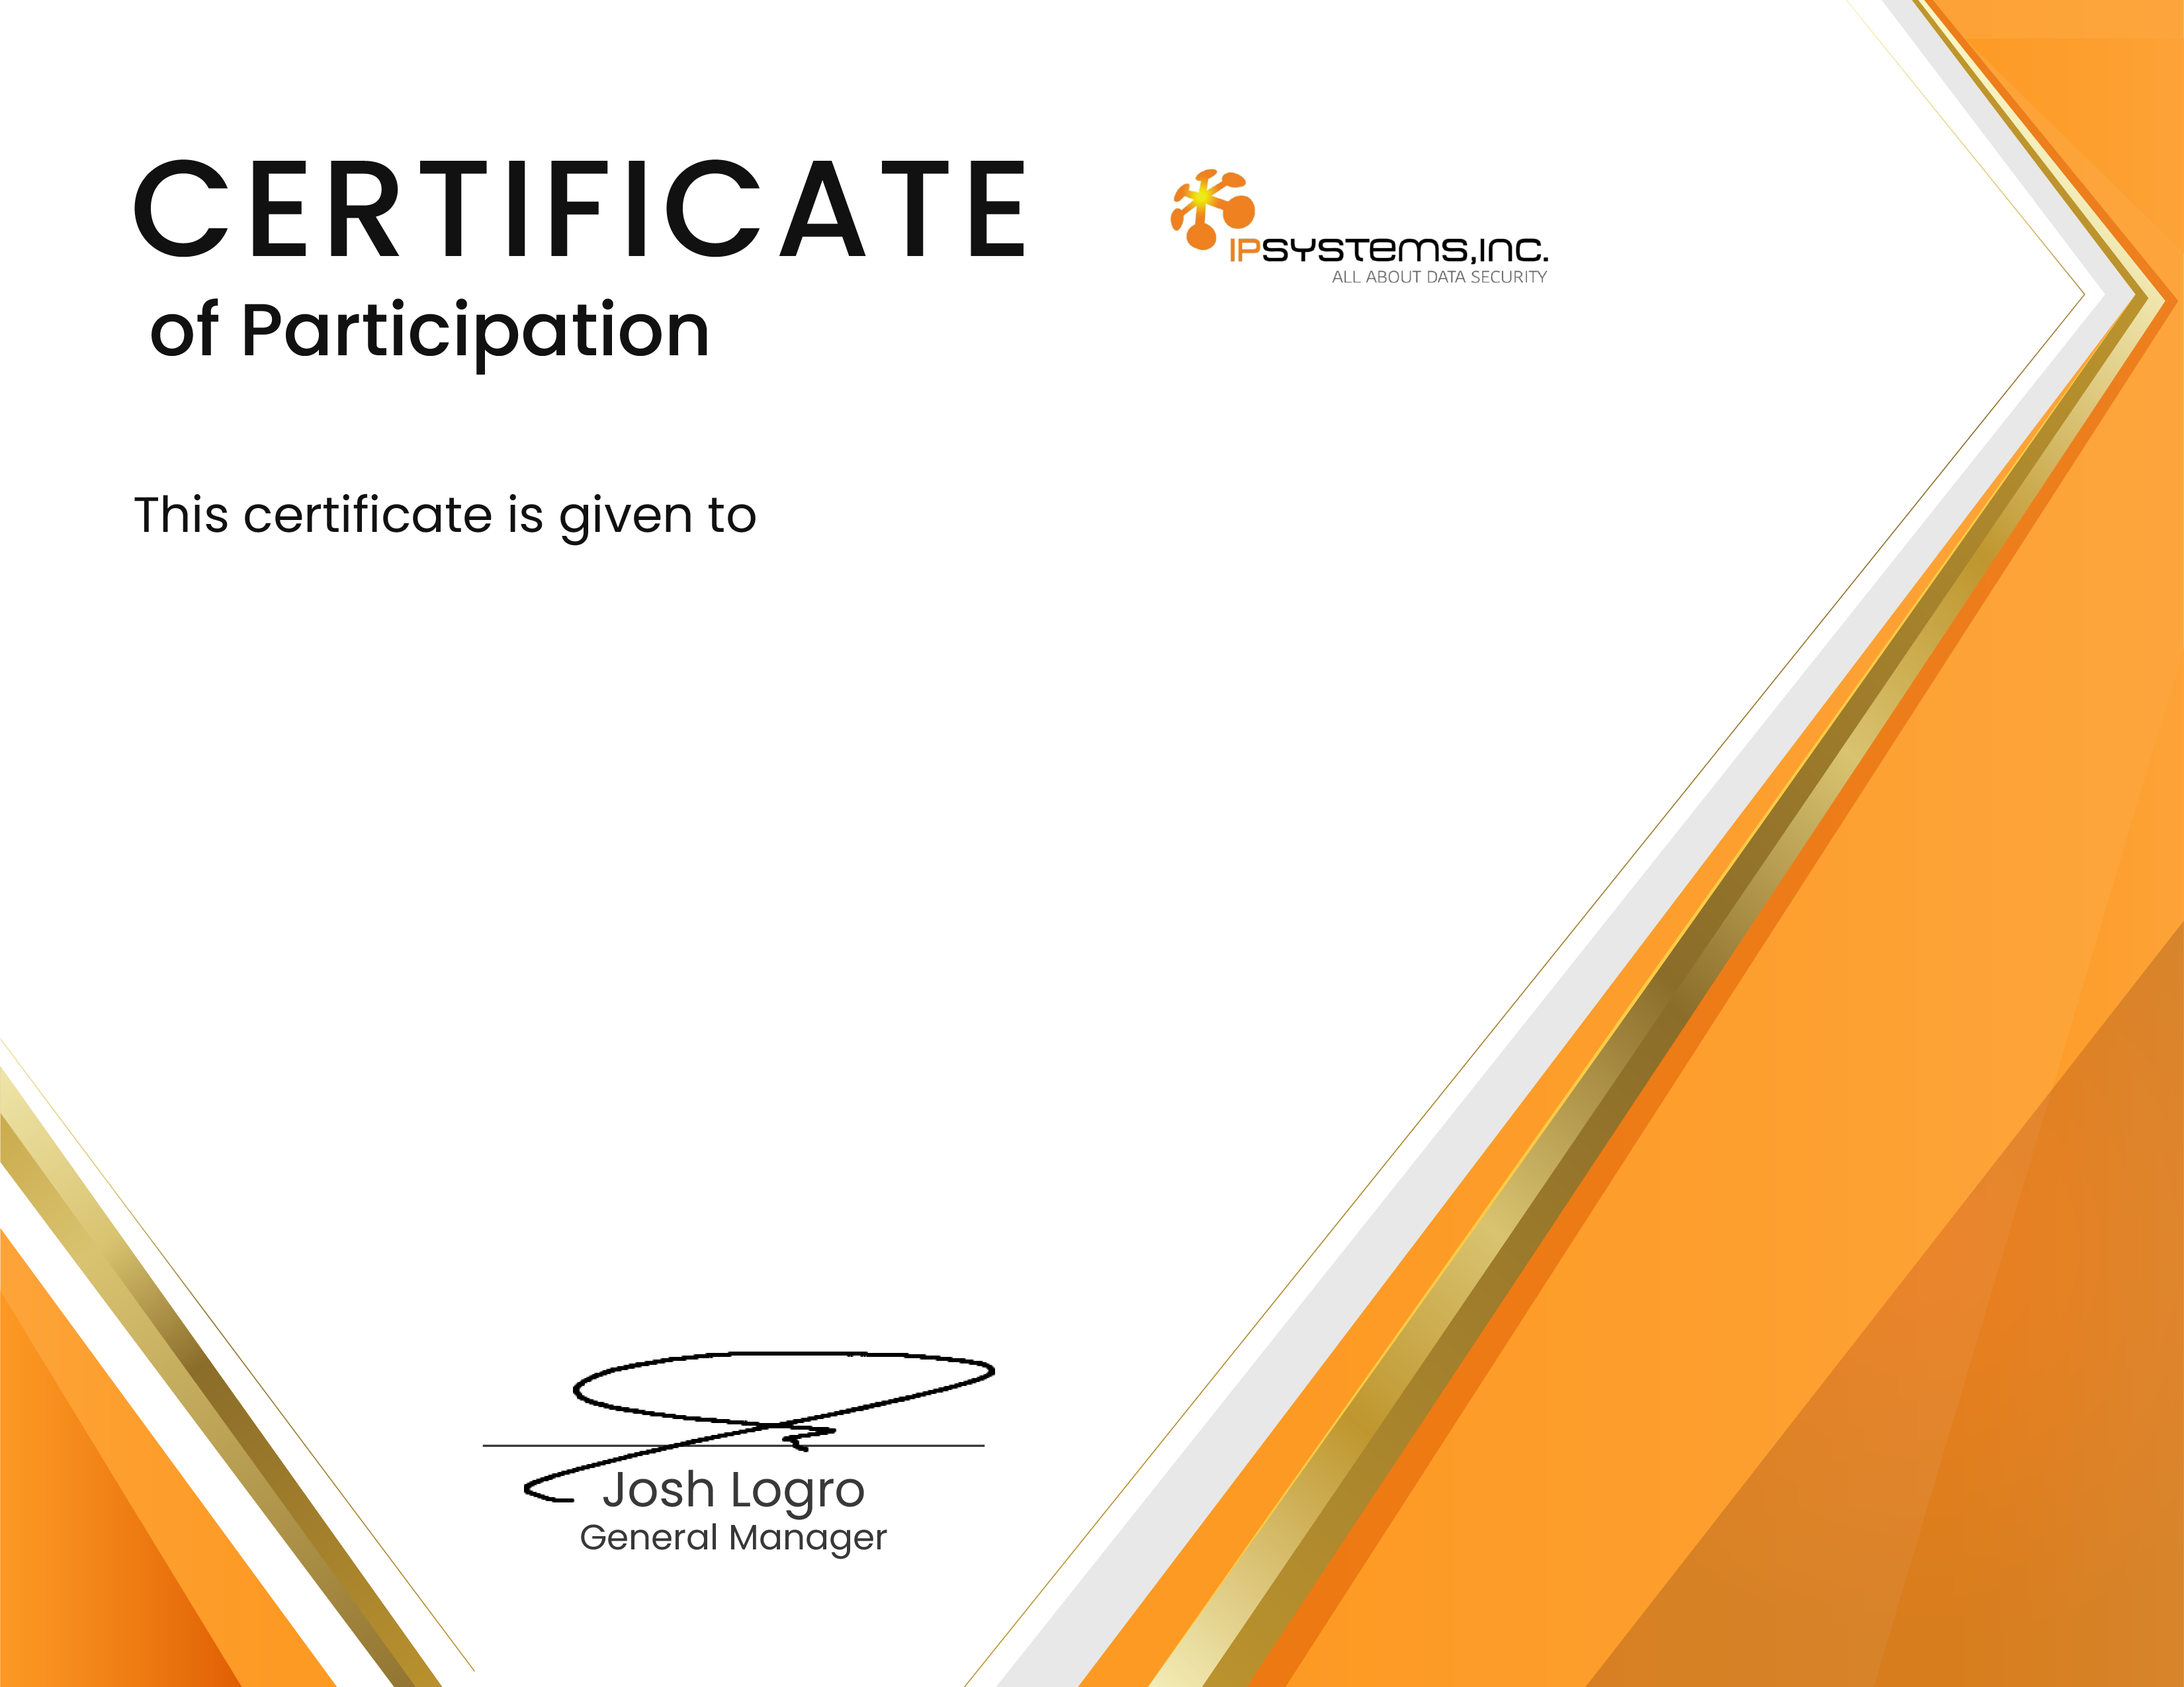 CERTIFICATE
of Participation
IPSYSTEMS,INC.
ALL ABOUT DATA SECURITY
This certificate is given to
Josh Logro
General Manager